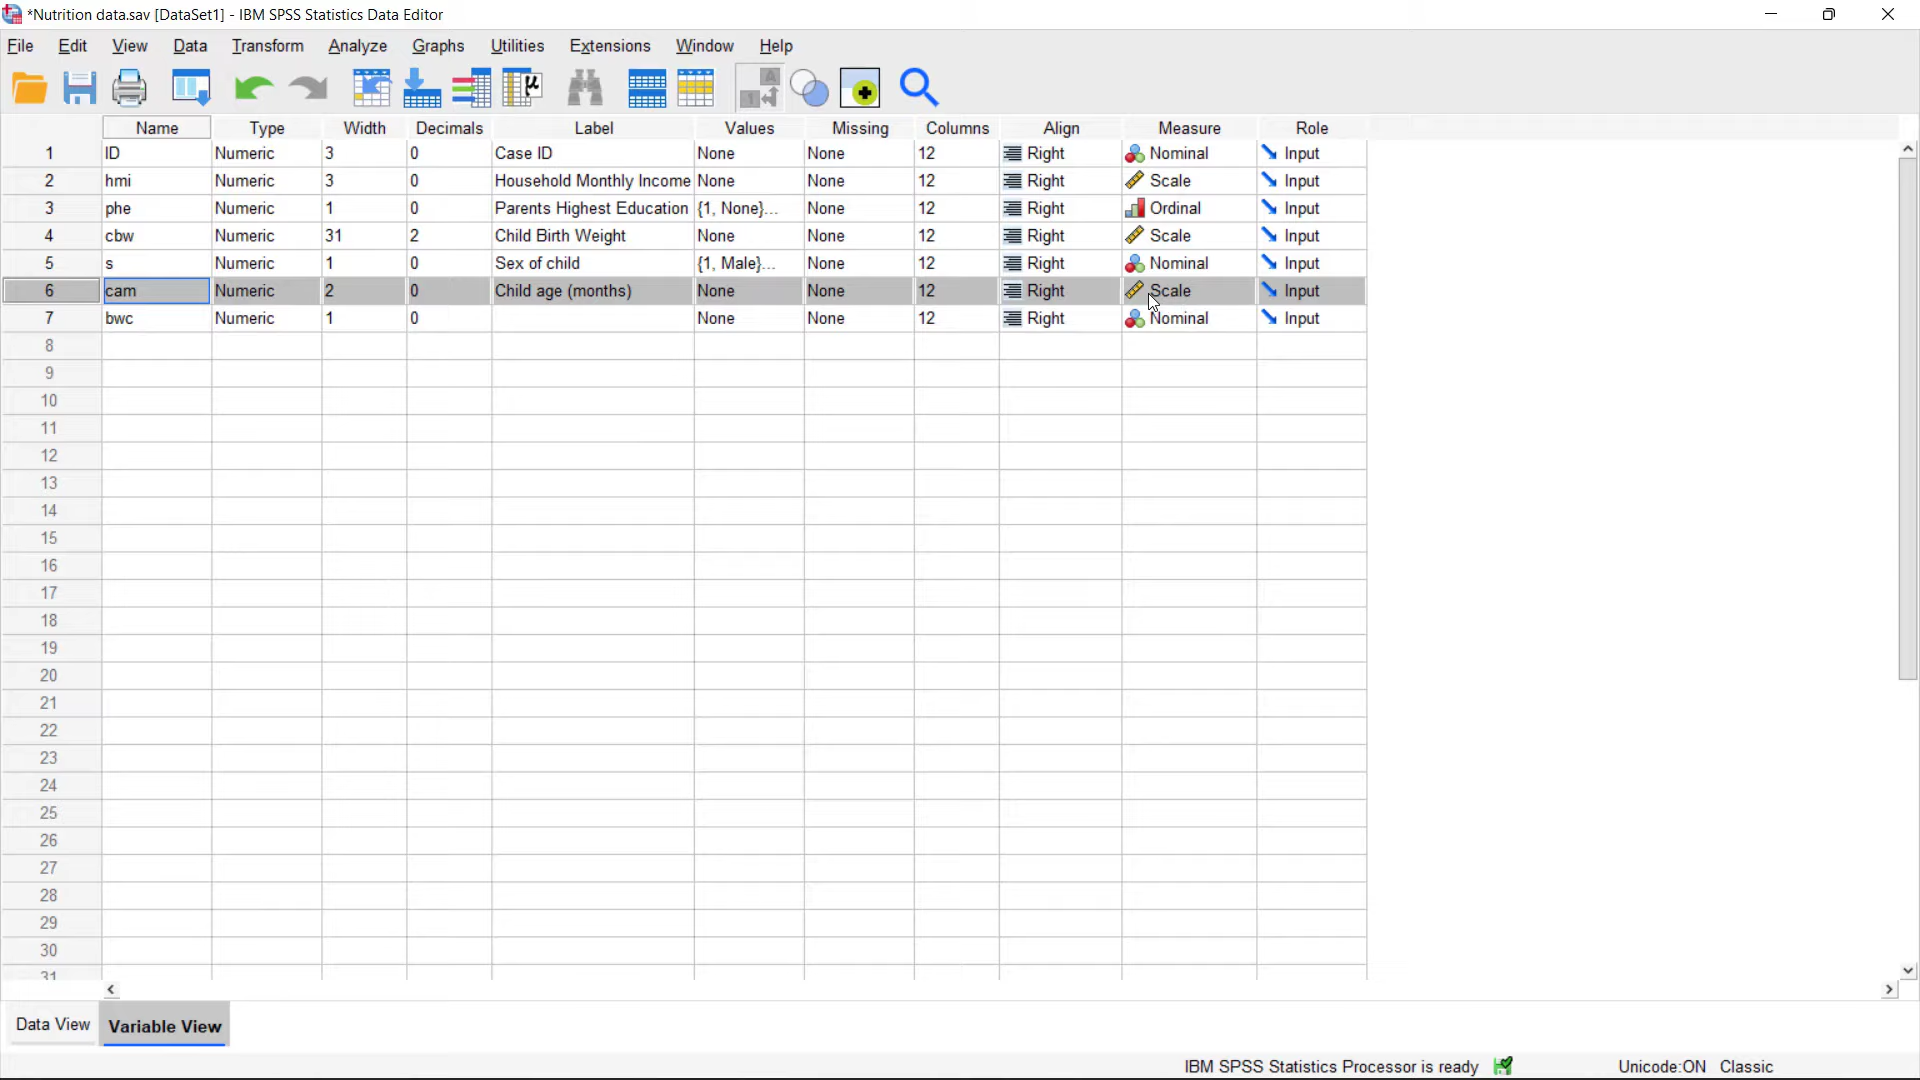 *Nutrition data.sav [DataSet1] - IBM SPSS Statistics Data Editor
File Edit View Data Transform Analyze Graphs Utilities Extensions Window Help
Name Type Width Decimals Label Values Missing Columns Align Measure Role
1 ID Numeric 3 0 Case ID None None 12 Right Nominal Input
2 hmi Numeric 3 0 Household Monthly Income None None 12 Right Scale Input
3 phe Numeric 1 0 Parents Highest Education {1, None}... None 12 Right Ordinal Input
4 cbw Numeric 31 2 Child Birth Weight None None 12 Right Scale Input
5 s Numeric 1 0 Sex of child {1, Male}... None 12 Right Nominal Input
6 cam Numeric 2 0 Child age (months) None None 12 Right Scale Input
7 bwc Numeric 1 0 None None 12 Right Nominal Input
8
9
10
11
12
13
14
15
16
17
18
19
20
21
22
23
24
25
26
27
28
29
30
31
Data View Variable View
IBM SPSS Statistics Processor is ready Unicode:ON Classic